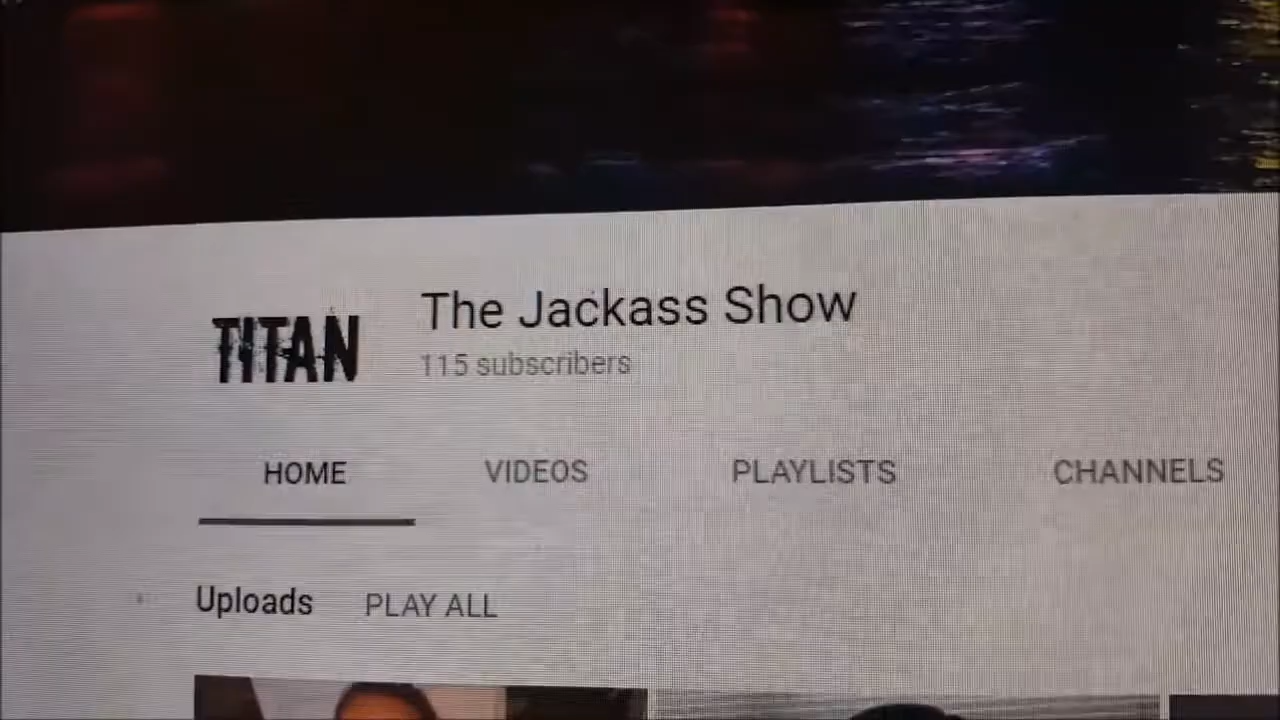 TITAN
The Jackass Show
115 subscribers
HOME VIDEOS PLAYLISTS CHANNELS
Uploads PLAY ALL